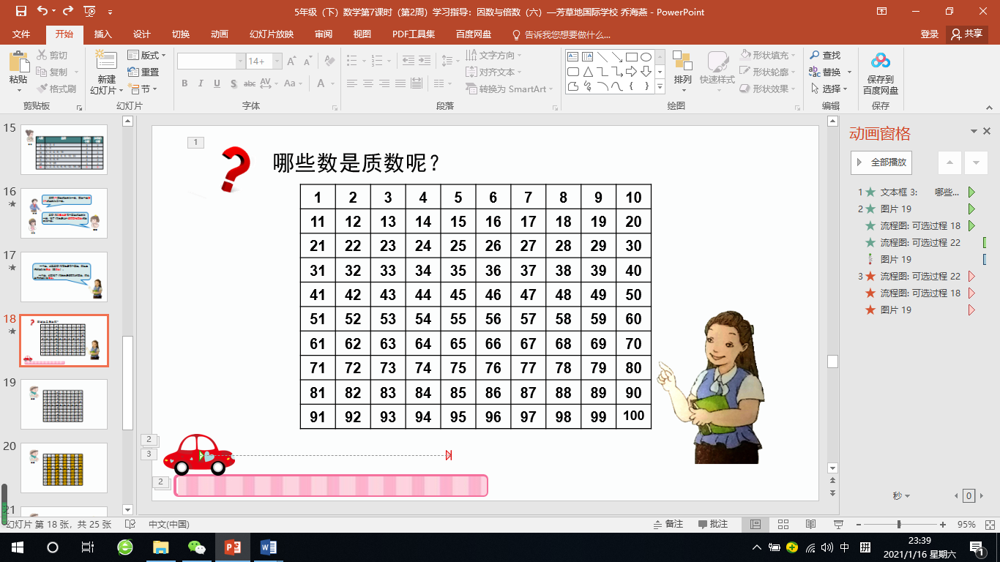 5年级（下）数学第7课时（第2周）学习指导：因数与倍数（六）—芳草地国际学校 乔海燕 - PowerPoint
文件 开始 插入 设计 切换 动画 幻灯片放映 审阅 视图 PDF工具集 百度网盘 告诉我您想要做什么... 登录 共享
粘贴 剪切 复制 格式刷 剪贴板
新建 幻灯片 版式 重置 节 幻灯片
14+ A A B I U S abc AV Aa A 字体
文字方向 对齐文本 转换为 SmartArt 段落
排列 快速样式 形状填充 形状轮廓 形状效果 绘图
查找 替换 选择 编辑
保存到 百度网盘 保存
15
16
17
18
19
20
21
1
哪些数是质数呢？
1 2 3 4 5 6 7 8 9 10
11 12 13 14 15 16 17 18 19 20
21 22 23 24 25 26 27 28 29 30
31 32 33 34 35 36 37 38 39 40
41 42 43 44 45 46 47 48 49 50
51 52 53 54 55 56 57 58 59 60
61 62 63 64 65 66 67 68 69 70
71 72 73 74 75 76 77 78 79 80
81 82 83 84 85 86 87 88 89 90
91 92 93 94 95 96 97 98 99 100
2
3
2
动画窗格
全部播放
1 文本框 3: 哪些...
2 图片 19
流程图: 可选过程 18
流程图: 可选过程 22
图片 19
3 流程图: 可选过程 22
流程图: 可选过程 18
图片 19
秒 0
幻灯片 第 18 张，共 25 张 中文(中国) 备注 批注 95%
中 拼 23:39
2021/1/16 星期六 1